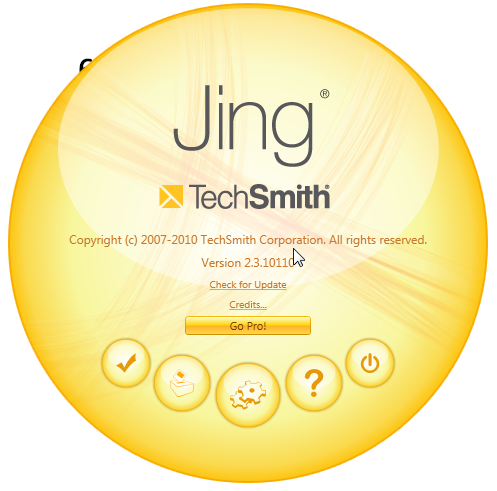 Jing®
TechSmith®
Copyright (c) 2007-2010 TechSmith Corporation. All rights reserved.
Version 2.3.10110
Check for Update
Credits...
Go Pro!
?